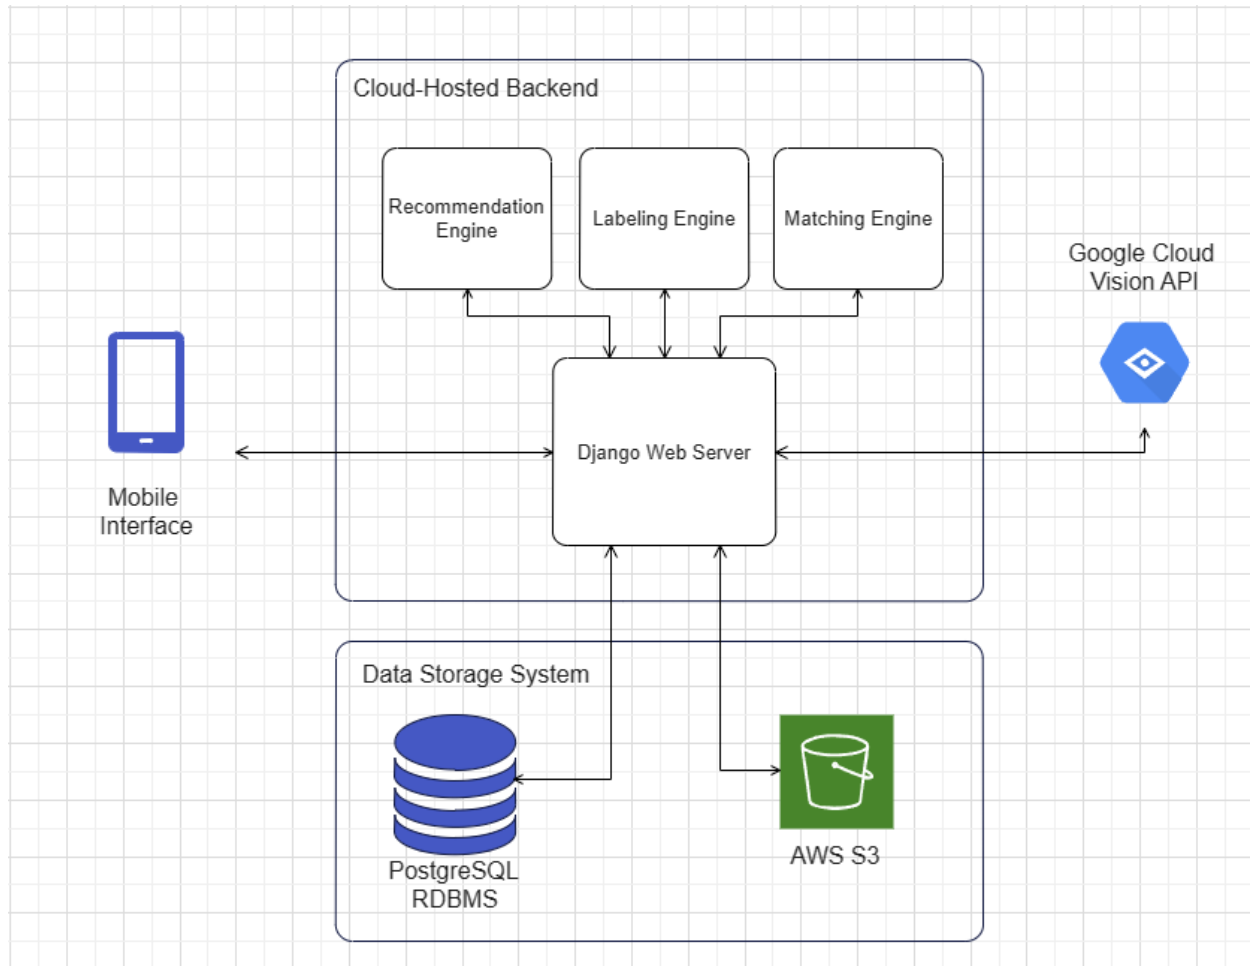 Cloud-Hosted Backend
Recommendation
Engine
Labeling Engine
Matching Engine
Google Cloud
Vision API
Django Web Server
Mobile
Interface
Data Storage System
PostgreSQL
RDBMS
AWS S3